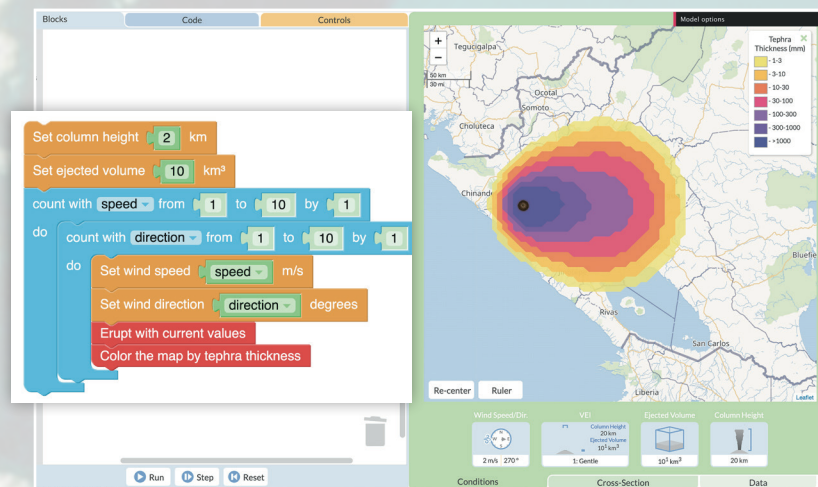 Blocks
Code
Controls
Set column height 2 km
Set ejected volume 10 km³
count with speed from 1 to 10 by 1
do
count with direction from 1 to 10 by 1
do
Set wind speed speed m/s
Set wind direction direction degrees
Erupt with current values
Color the map by tephra thickness
Run
Step
Reset
Model options
+
−
50 km
30 mi
Tegucigalpa
Ocotal
Somoto
Choluteca
Chinande
Rivas
San Carlos
Bluefie
Liberia
Tephra
Thickness (mm)
- 1-3
- 3-10
- 10-30
- 30-100
- 100-300
- 300-1000
- >1000
Re-center
Ruler
Leaflet
Wind Speed/Dir.
VEI
Ejected Volume
Column Height
2 m/s 270°
Column Height
20 km
Ejected Volume
10¹ km³
1: Gentle
10¹ km³
20 km
Conditions
Cross-Section
Data